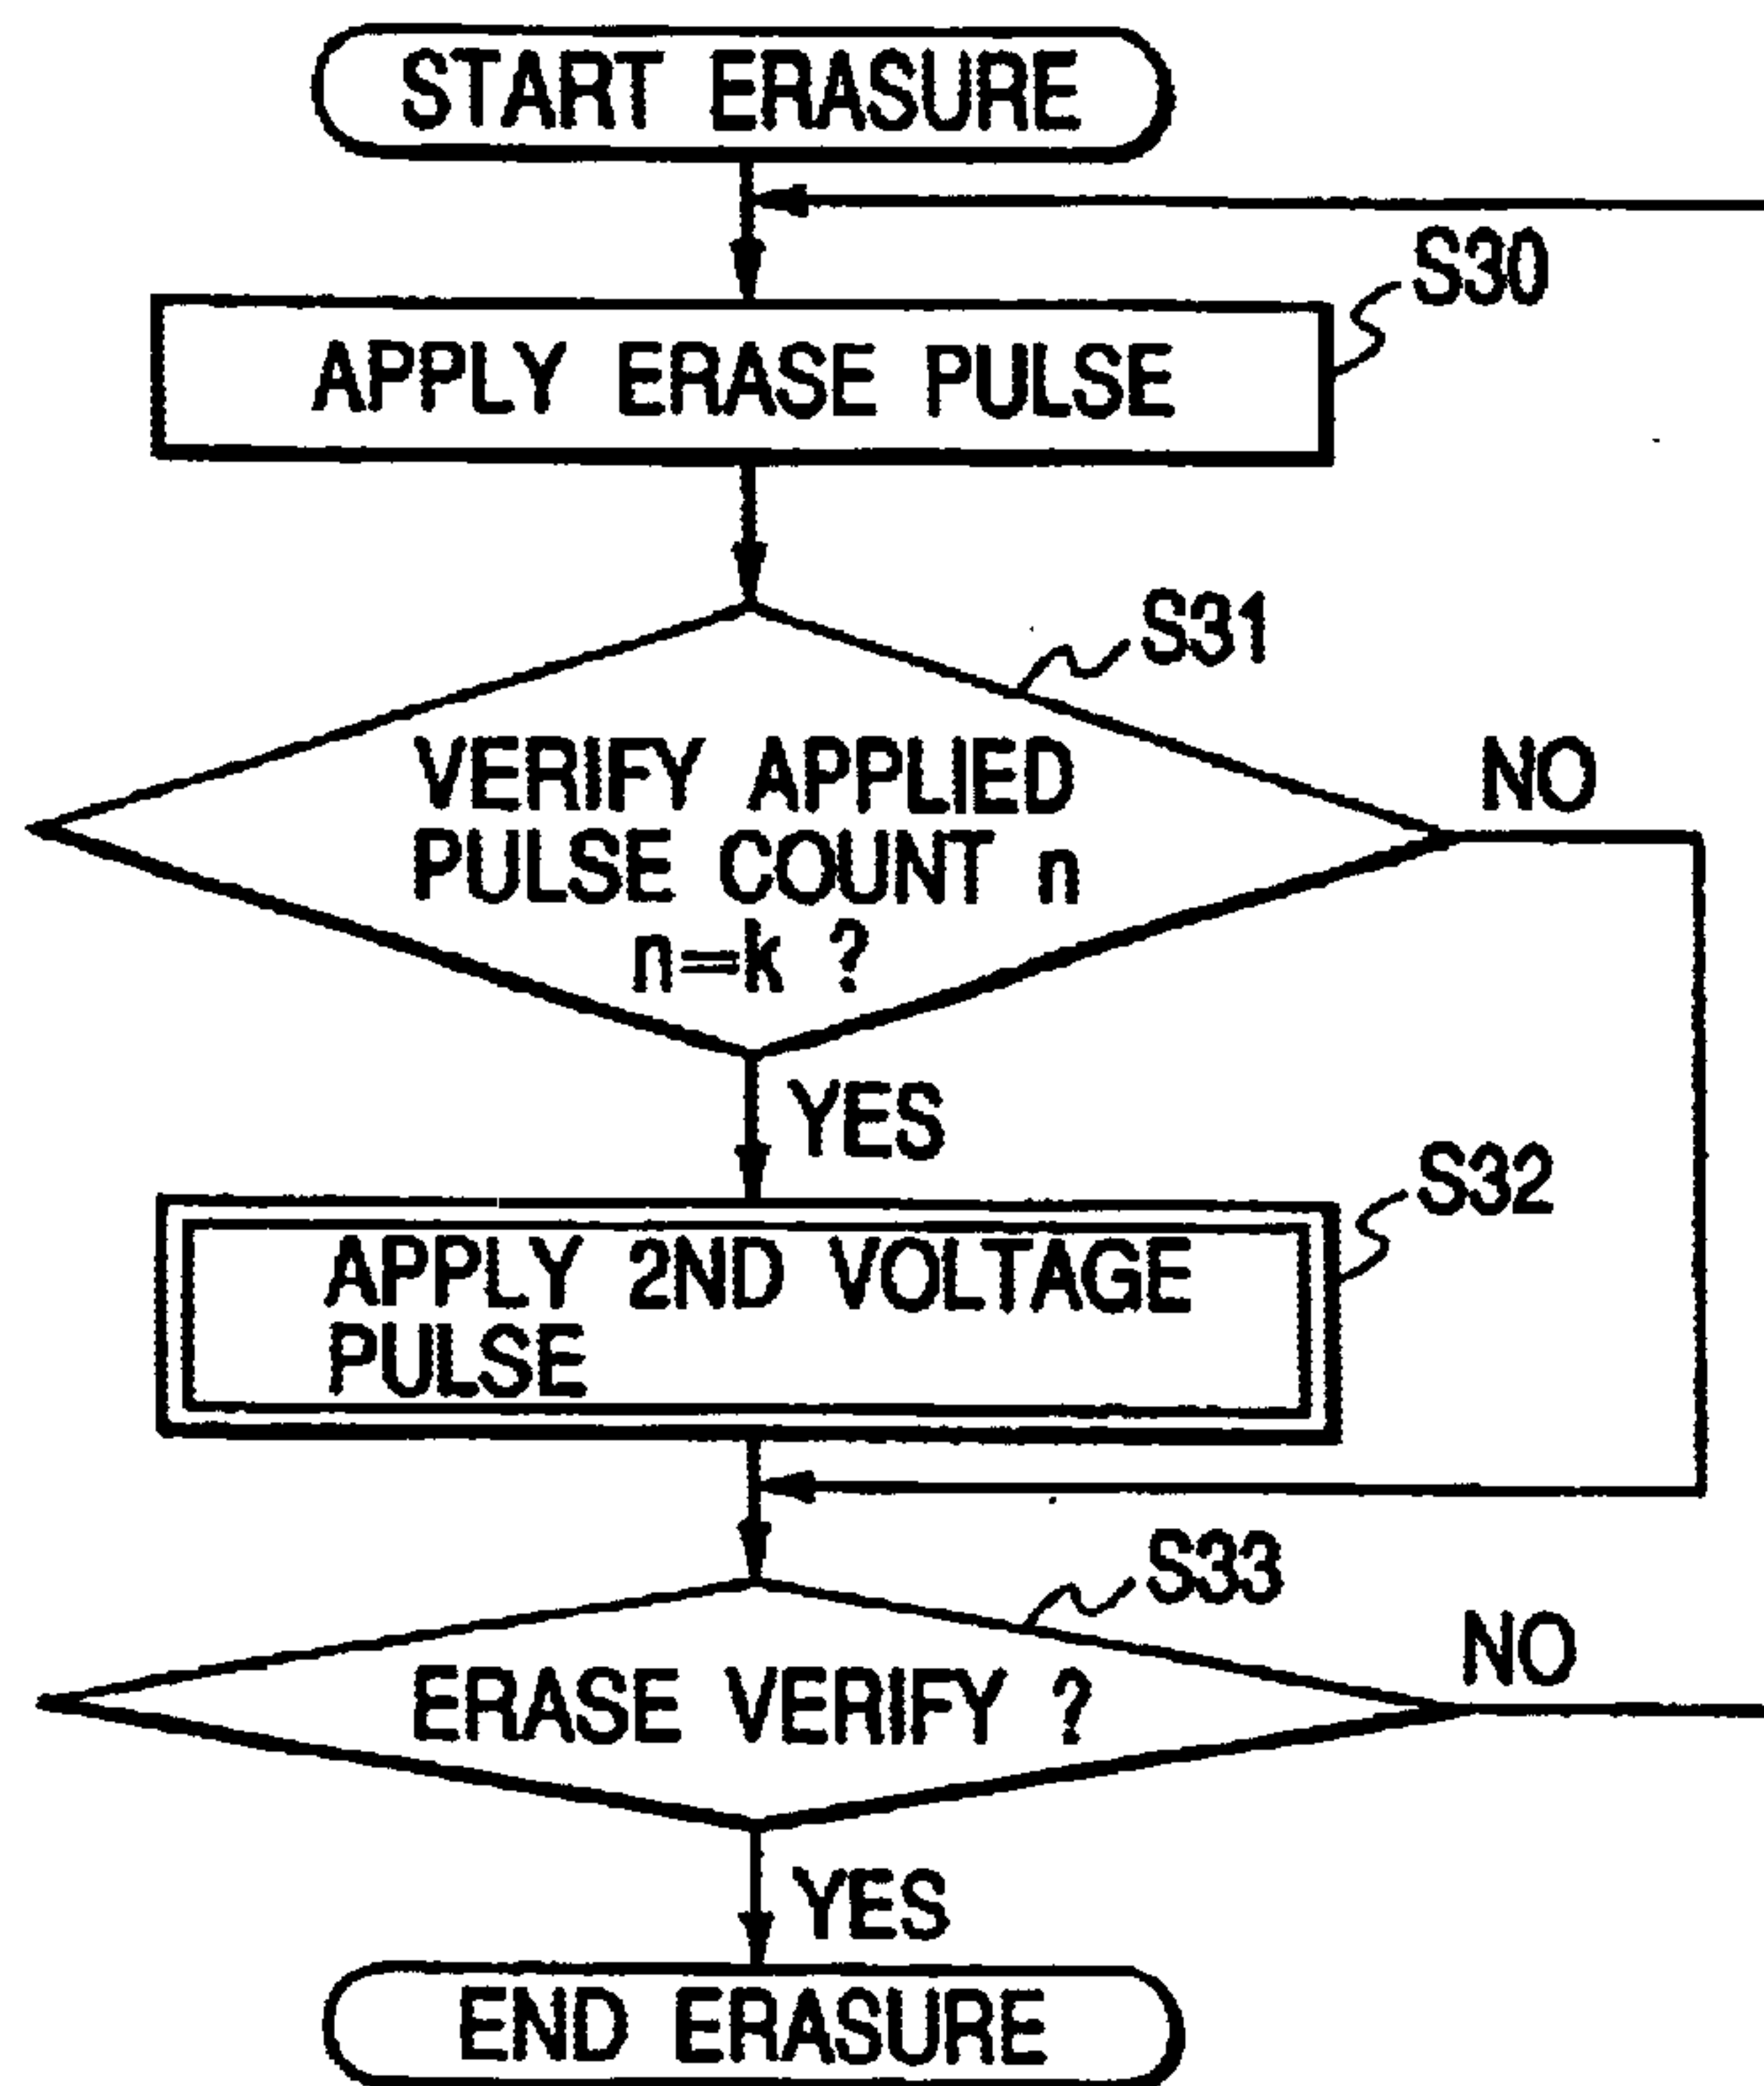 START ERASURE
S30
APPLY ERASE PULSE
S31
VERIFY APPLIED
PULSE COUNT n
n=k ?
NO
YES
S32
APPLY 2ND VOLTAGE
PULSE
S33
ERASE VERIFY ?
NO
YES
END ERASURE